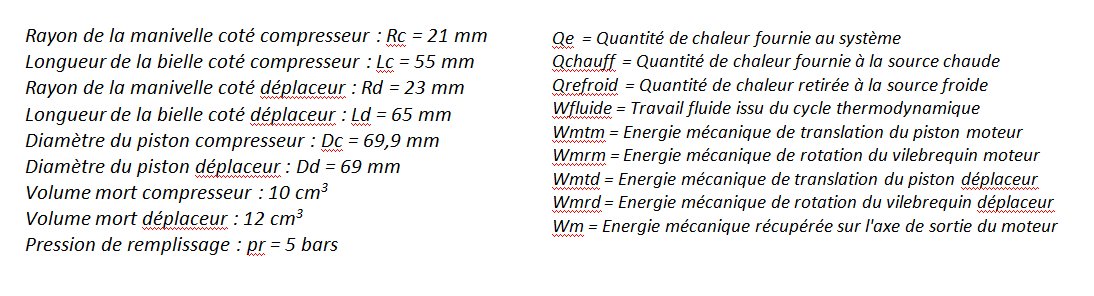 Rayon de la manivelle coté compresseur : Rc = 21 mm
Longueur de la bielle coté compresseur : Lc = 55 mm
Rayon de la manivelle coté déplaceur : Rd = 23 mm
Longueur de la bielle coté déplaceur : Ld = 65 mm
Diamètre du piston compresseur : Dc = 69,9 mm
Diamètre du piston déplaceur : Dd = 69 mm
Volume mort compresseur : 10 cm³
Volume mort déplaceur : 12 cm³
Pression de remplissage : pr = 5 bars
Qe = Quantité de chaleur fournie au système
Qchauff = Quantité de chaleur fournie à la source chaude
Qrefroid = Quantité de chaleur retirée à la source froide
Wfluide = Travail fluide issu du cycle thermodynamique
Wmtm = Energie mécanique de translation du piston moteur
Wmrm = Energie mécanique de rotation du vilebrequin moteur
Wmtd = Energie mécanique de translation du piston déplaceur
Wmrd = Energie mécanique de rotation du vilebrequin déplaceur
Wm = Energie mécanique récupérée sur l'axe de sortie du moteur